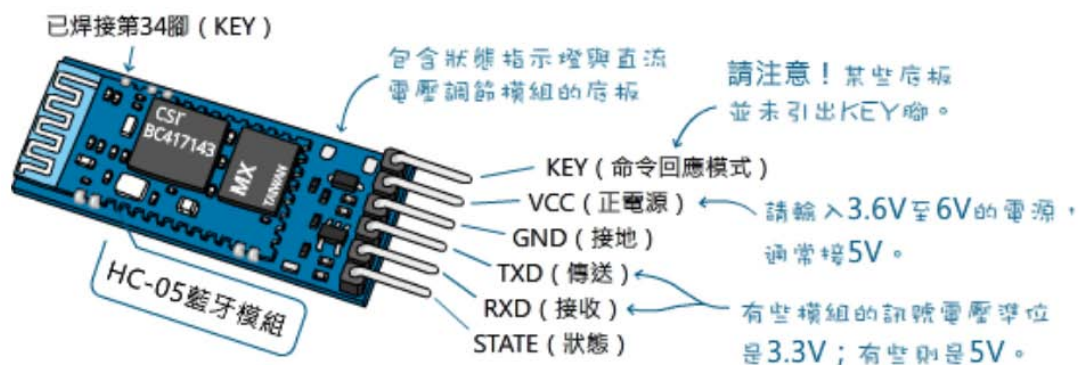 已焊接第34腳（KEY）
包含狀態指示燈與直流
電壓調節模組的底板
請注意！某些底板
並未引出KEY腳。
CSR
BC417143
MX
TAIWAN
KEY（命令回應模式）
VCC（正電源）
請輸入3.6V至6V的電源，
通常接5V。
GND（接地）
TXD（傳送）
RXD（接收）
STATE（狀態）
有些模組的訊號電壓準位
是3.3V；有些則是5V。
HC-05藍牙模組